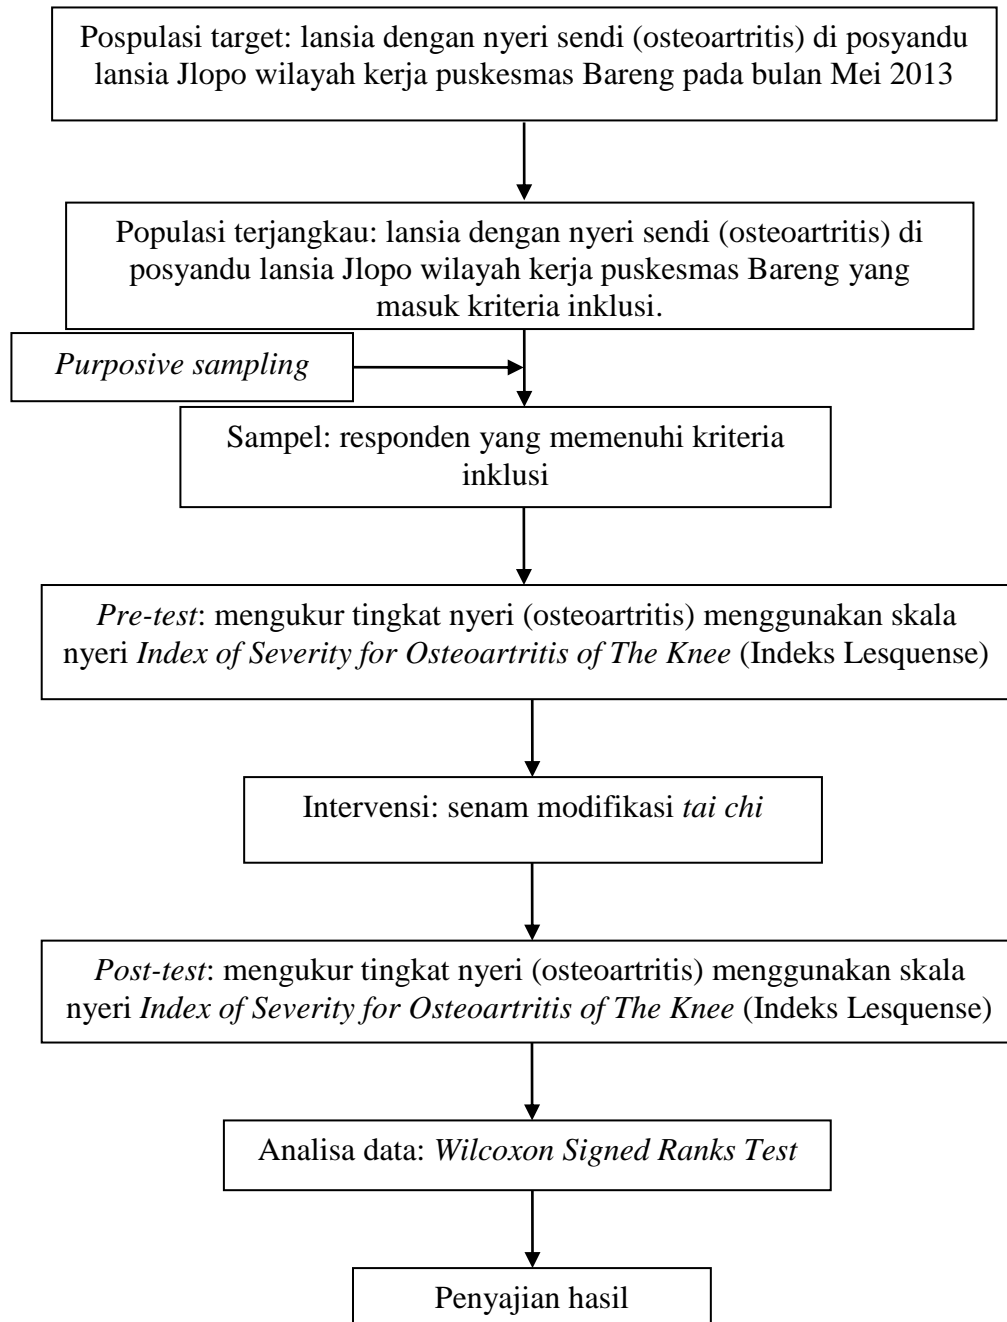 Pospulasi target: lansia dengan nyeri sendi (osteoartritis) di posyandu
lansia Jlopo wilayah kerja puskesmas Bareng pada bulan Mei 2013
Populasi terjangkau: lansia dengan nyeri sendi (osteoartritis) di
posyandu lansia Jlopo wilayah kerja puskesmas Bareng yang
masuk kriteria inklusi.
Purposive sampling
Sampel: responden yang memenuhi kriteria
inklusi
Pre-test: mengukur tingkat nyeri (osteoartritis) menggunakan skala
nyeri Index of Severity for Osteoartritis of The Knee (Indeks Lesquense)
Intervensi: senam modifikasi tai chi
Post-test: mengukur tingkat nyeri (osteoartritis) menggunakan skala
nyeri Index of Severity for Osteoartritis of The Knee (Indeks Lesquense)
Analisa data: Wilcoxon Signed Ranks Test
Penyajian hasil